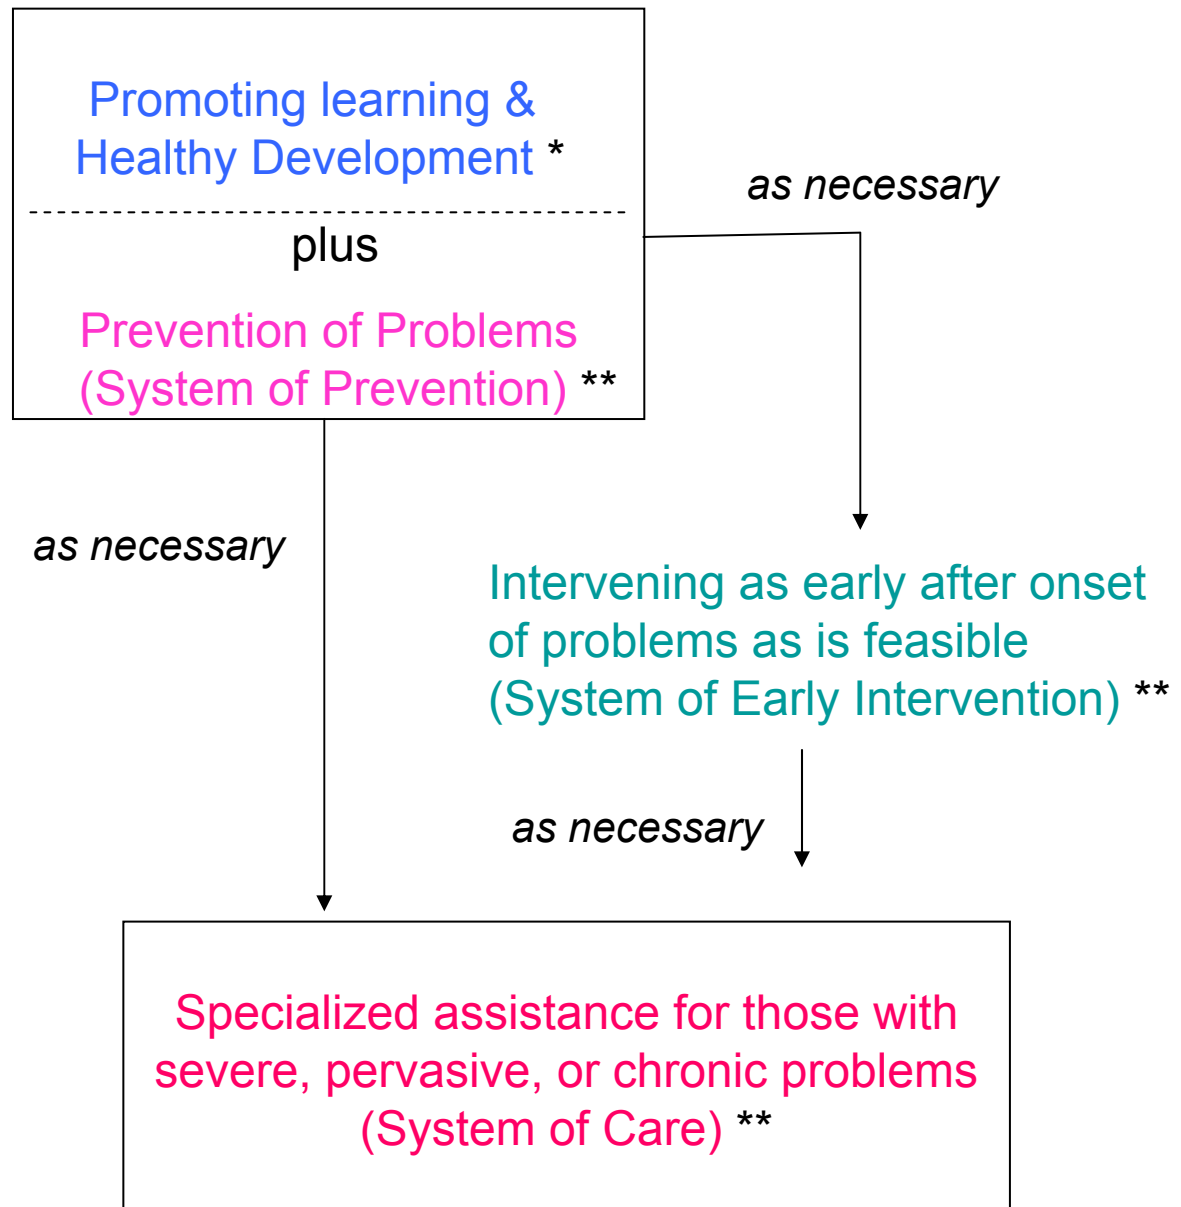 Promoting learning &
Healthy Development *
as necessary
plus
Prevention of Problems
(System of Prevention) **
as necessary
Intervening as early after onset
of problems as is feasible
(System of Early Intervention) **
as necessary
Specialized assistance for those with
severe, pervasive, or chronic problems
(System of Care) **